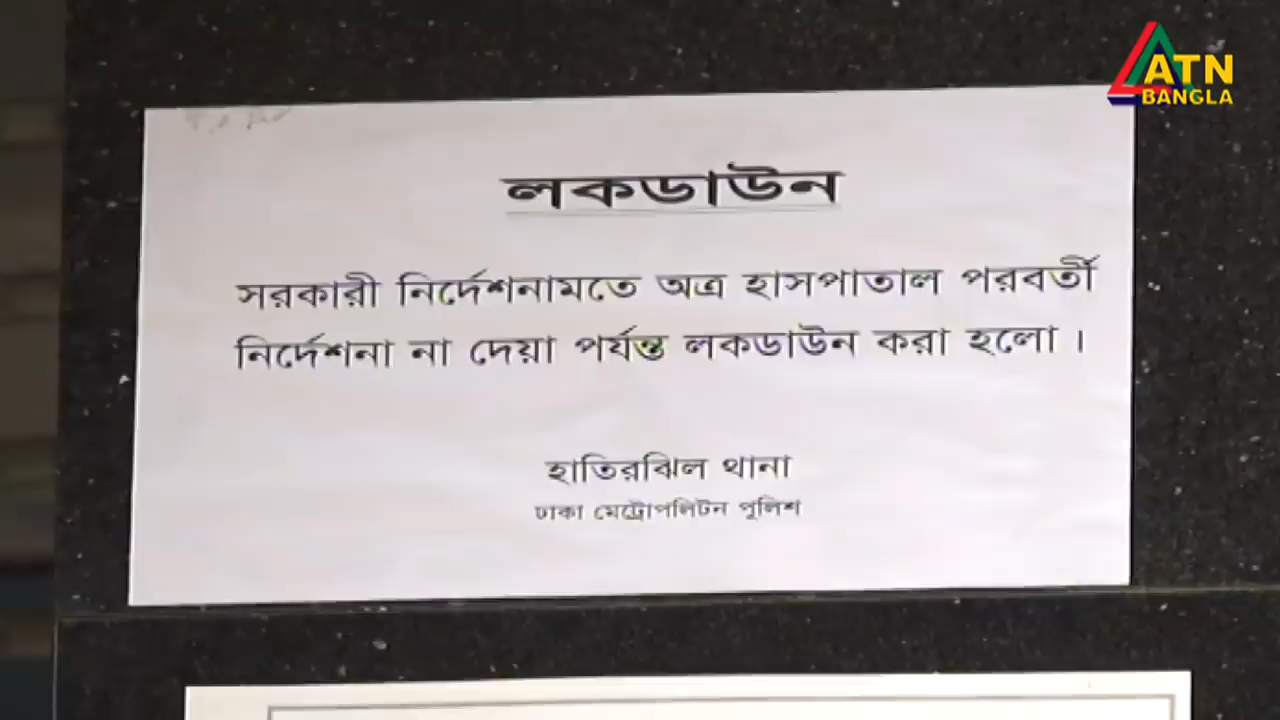 ATN
BANGLA
লকডাউন
সরকারী নির্দেশনামতে অত্র হাসপাতাল পরবর্তী
নির্দেশনা না দেয়া পর্যন্ত লকডাউন করা হলো।
হাতিরঝিল থানা
ঢাকা মেট্রোপলিটন পুলিশ